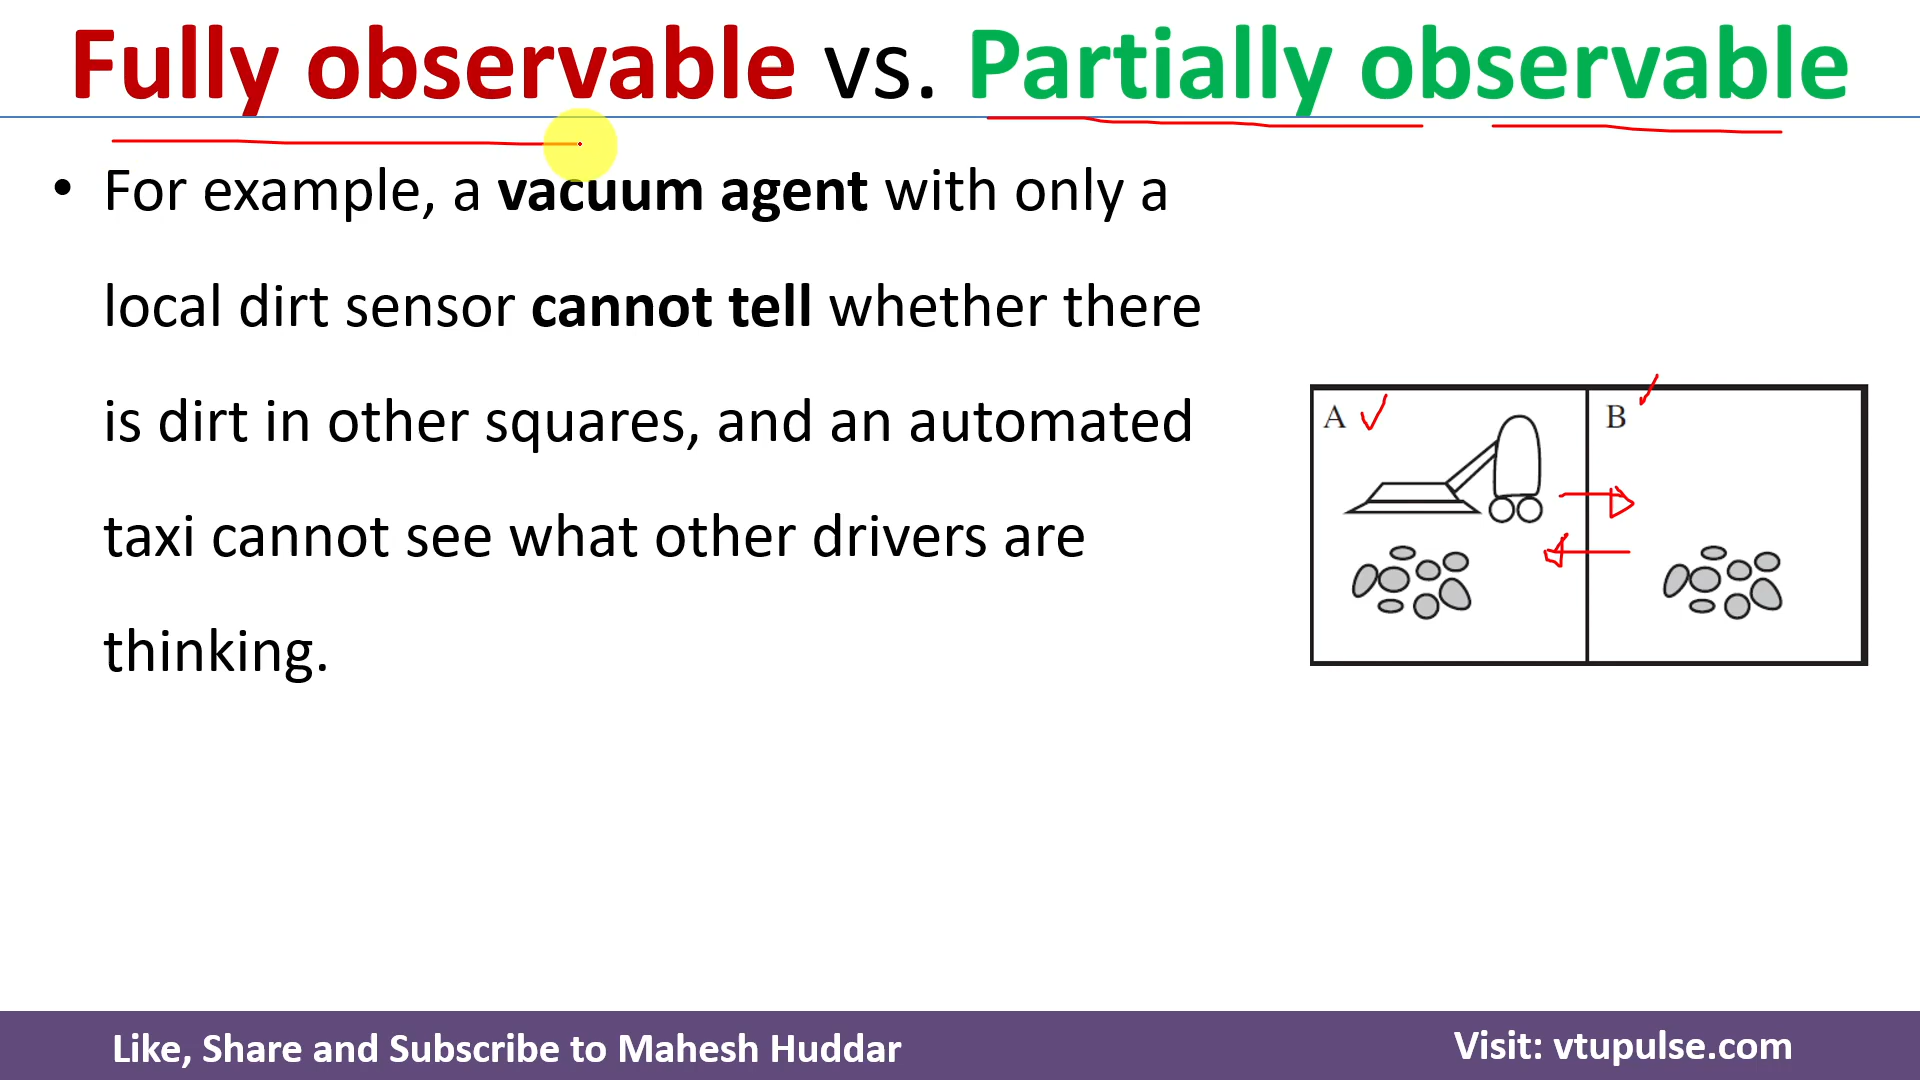 Fully observable vs. Partially observable
• For example, a vacuum agent with only a
local dirt sensor cannot tell whether there
is dirt in other squares, and an automated
taxi cannot see what other drivers are
thinking.
A
B
Like, Share and Subscribe to Mahesh Huddar
Visit: vtupulse.com